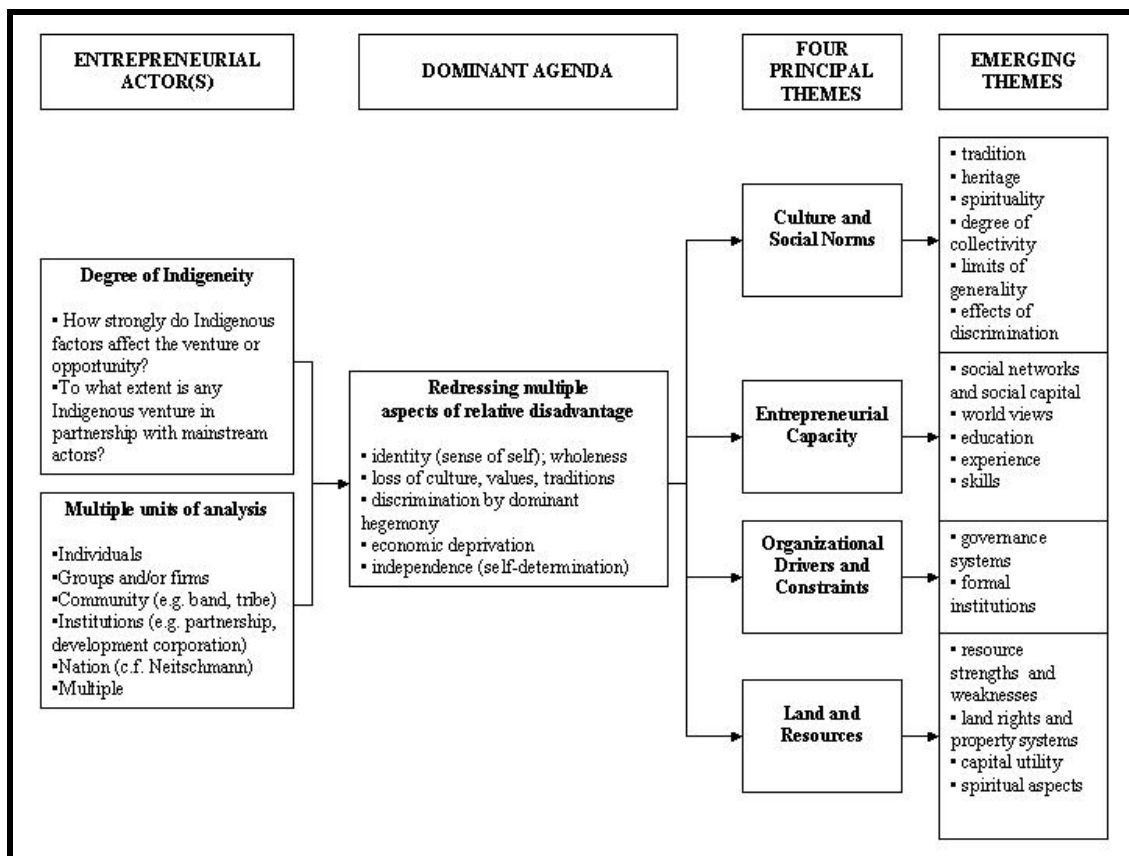 ENTREPRENEURIAL
ACTOR(S)
DOMINANT AGENDA
FOUR
PRINCIPAL
THEMES
EMERGING
THEMES
Degree of Indigeneity
▪ How strongly do Indigenous
factors affect the venture or
opportunity?
▪To what extent is any
Indigenous venture in
partnership with mainstream
actors?
Multiple units of analysis
▪Individuals
▪Groups and/or firms
▪Community (e.g. band, tribe)
▪Institutions (e.g. partnership,
development corporation)
▪Nation (c.f. Neitschmann)
▪Multiple
Redressing multiple
aspects of relative disadvantage
▪ identity (sense of self); wholeness
▪ loss of culture, values, traditions
▪ discrimination by dominant
hegemony
▪ economic deprivation
▪ independence (self-determination)
Culture and
Social Norms
Entrepreneurial
Capacity
Organizational
Drivers and
Constraints
Land and
Resources
▪ tradition
▪ heritage
▪ spirituality
▪ degree of
collectivity
▪ limits of
generality
▪ effects of
discrimination
▪ social networks
and social capital
▪ world views
▪ education
▪ experience
▪ skills
▪ governance
systems
▪ formal
institutions
▪ resource
strengths and
weaknesses
▪ land rights and
property systems
▪ capital utility
▪ spiritual aspects